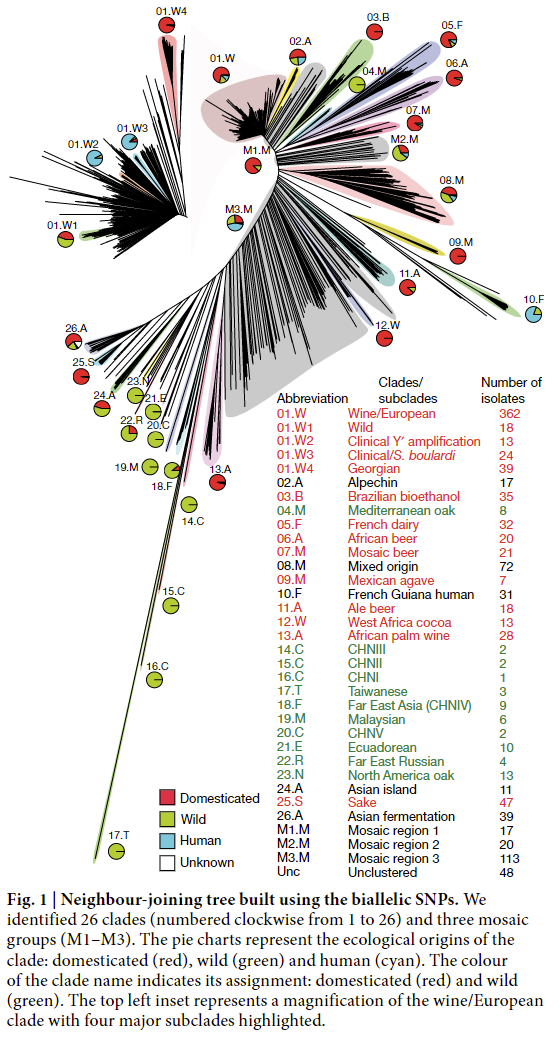 01.W4
03.B
05.F
02.A
01.W
04.M
06.A
07.M
01.W3
01.W2
M2.M
M1.M
08.M
M3.M
01.W1
09.M
11.A
10.F
12.W
26.A
25.S
23.N
24.A
21.E
22.R
20.C
19.M
18.F
13.A
14.C
15.C
16.C
17.T
Domesticated
Wild
Human
Unknown
Abbreviation Clades/ subclades Number of isolates
01.W Wine/European 362
01.W1 Wild 18
01.W2 Clinical Y′ amplification 13
01.W3 Clinical/S. boulardi 24
01.W4 Georgian 39
02.A Alpechin 17
03.B Brazilian bioethanol 35
04.M Mediterranean oak 8
05.F French dairy 32
06.A African beer 20
07.M Mosaic beer 21
08.M Mixed origin 72
09.M Mexican agave 7
10.F French Guiana human 31
11.A Ale beer 18
12.W West Africa cocoa 13
13.A African palm wine 28
14.C CHNIII 2
15.C CHNII 2
16.C CHNI 1
17.T Taiwanese 3
18.F Far East Asia (CHNIV) 9
19.M Malaysian 6
20.C CHNV 2
21.E Ecuadorean 10
22.R Far East Russian 4
23.N North America oak 13
24.A Asian island 11
25.S Sake 47
26.A Asian fermentation 39
M1.M Mosaic region 1 17
M2.M Mosaic region 2 20
M3.M Mosaic region 3 113
Unc Unclustered 48
Fig. 1 | Neighbour-joining tree built using the biallelic SNPs. We
identified 26 clades (numbered clockwise from 1 to 26) and three mosaic
groups (M1–M3). The pie charts represent the ecological origins of the
clade: domesticated (red), wild (green) and human (cyan). The colour
of the clade name indicates its assignment: domesticated (red) and wild
(green). The top left inset represents a magnification of the wine/European
clade with four major subclades highlighted.